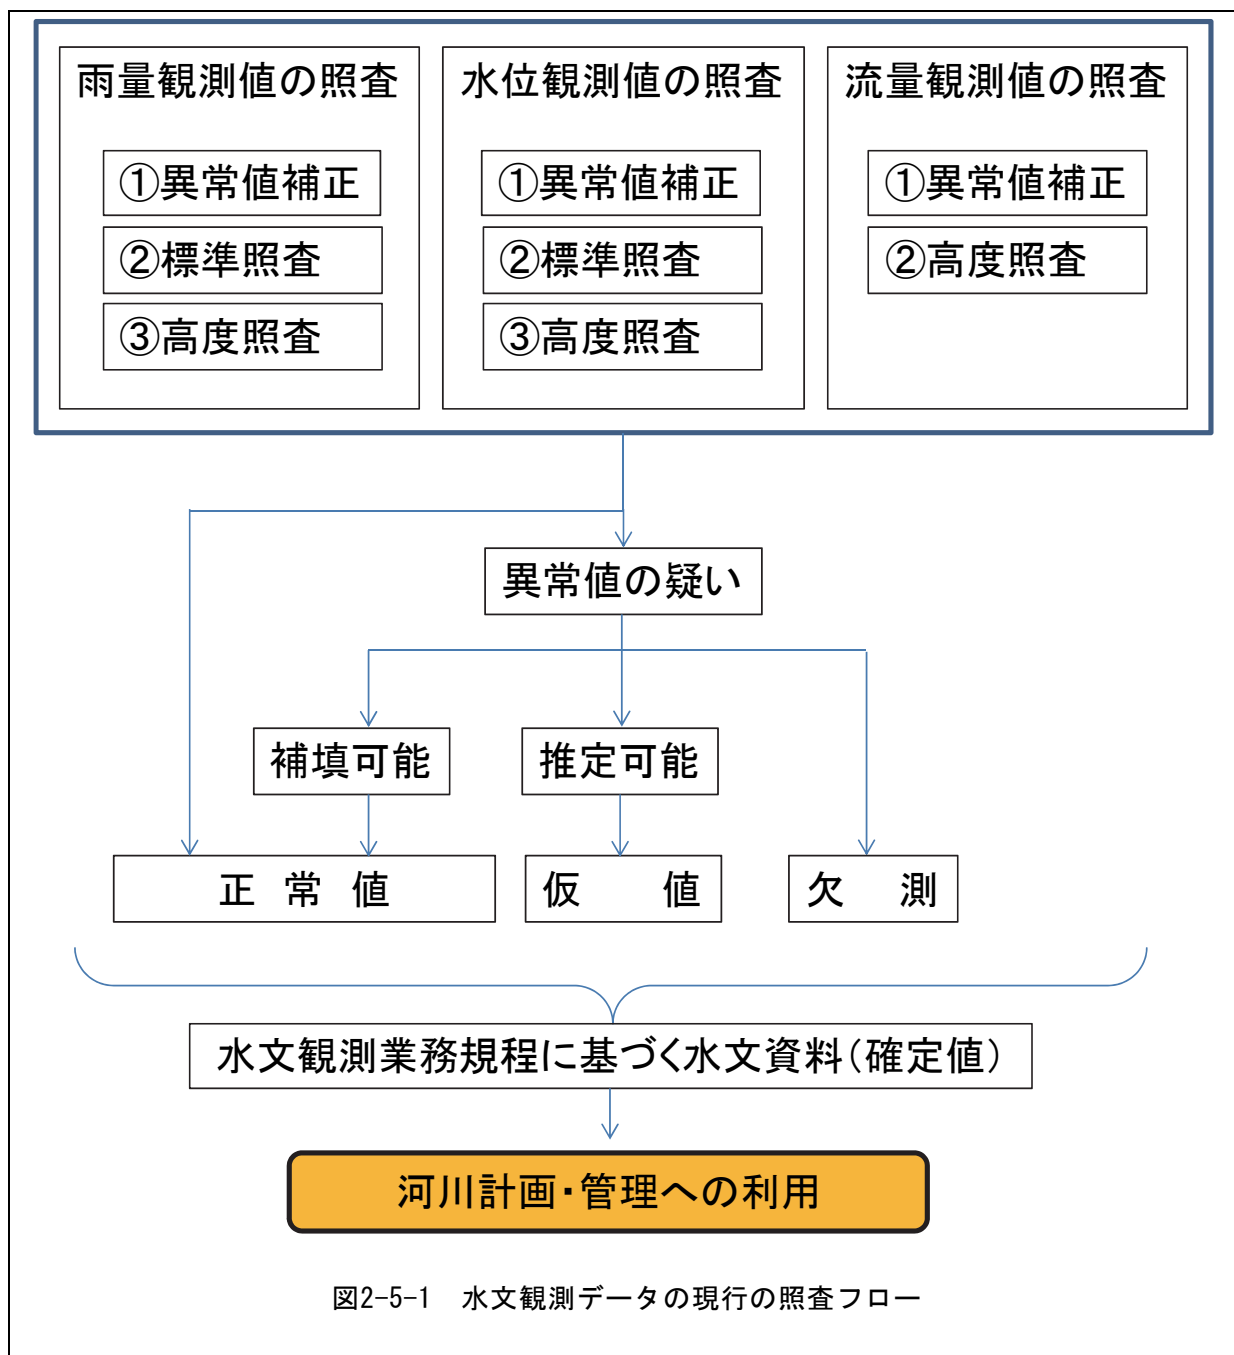 雨量観測値の照査
①異常値補正
②標準照査
③高度照査
水位観測値の照査
①異常値補正
②標準照査
③高度照査
流量観測値の照査
①異常値補正
②高度照査
異常値の疑い
補填可能
推定可能
正 常 値
仮　　値
欠　測
水文観測業務規程に基づく水文資料(確定値)
河川計画・管理への利用
図2-5-1　水文観測データの現行の照査フロー